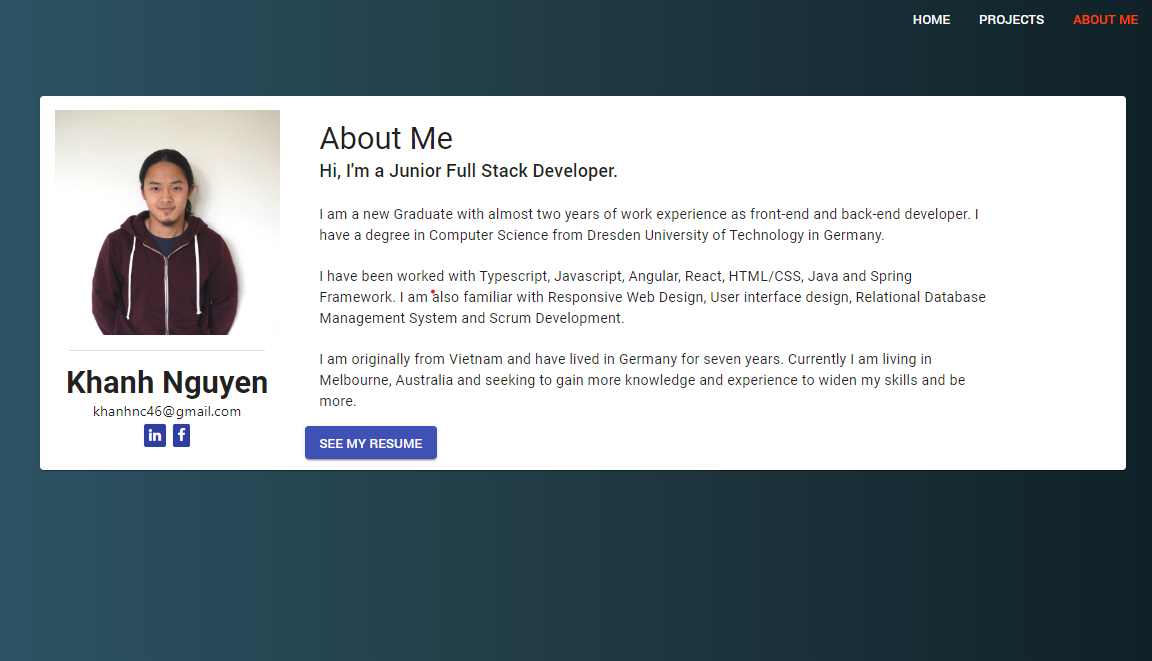 HOME PROJECTS ABOUT ME
About Me
Hi, I'm a Junior Full Stack Developer.
I am a new Graduate with almost two years of work experience as front-end and back-end developer. I
have a degree in Computer Science from Dresden University of Technology in Germany.
I have been worked with Typescript, Javascript, Angular, React, HTML/CSS, Java and Spring
Framework. I am also familiar with Responsive Web Design, User interface design, Relational Database
Management System and Scrum Development.
I am originally from Vietnam and have lived in Germany for seven years. Currently I am living in
Melbourne, Australia and seeking to gain more knowledge and experience to widen my skills and be
more.
SEE MY RESUME
Khanh Nguyen
khanhnc46@gmail.com
in f